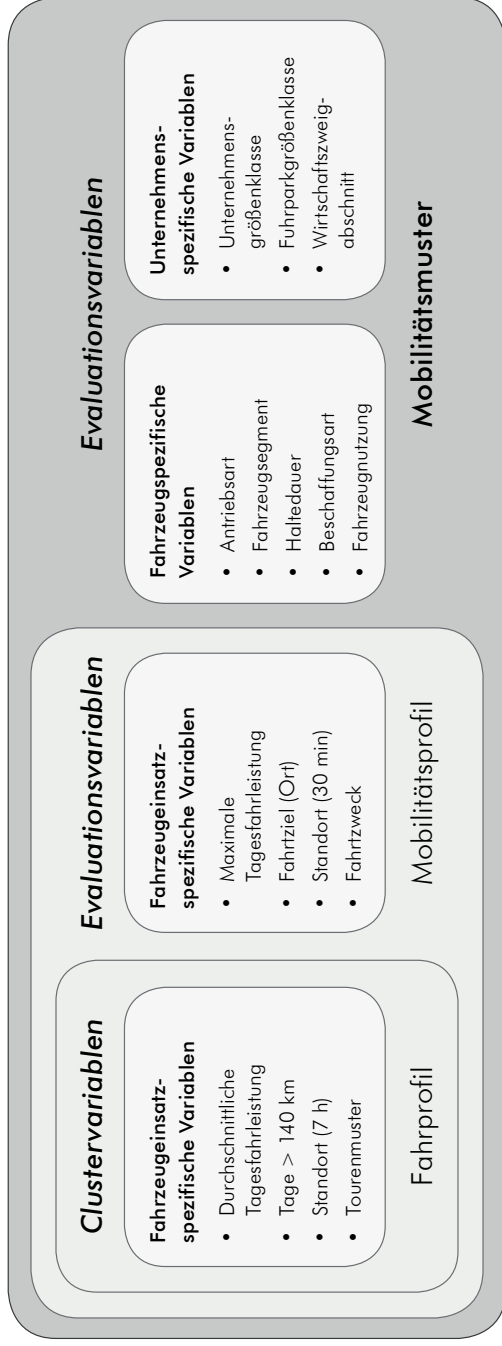 Clustervariablen
Fahrzeugeinsatz-
spezifische Variablen
• Durchschnittliche
Tagesfahrleistung
• Tage > 140 km
• Standort (7 h)
• Tourenmuster
Fahrprofil
Evaluationsvariablen
Fahrzeugeinsatz-
spezifische Variablen
• Maximale
Tagesfahrleistung
• Fahrtziel (Ort)
• Standort (30 min)
• Fahrtzweck
Mobilitätsprofil
Evaluationsvariablen
Fahrzeugspezifische
Variablen
• Antriebsart
• Fahrzeugsegment
• Haltedauer
• Beschaffungsart
• Fahrzeugnutzung
Unternehmens-
spezifische Variablen
• Unternehmens-
größenklasse
• Fuhrparkgrößenklasse
• Wirtschaftszweig-
abschnitt
Mobilitätsmuster